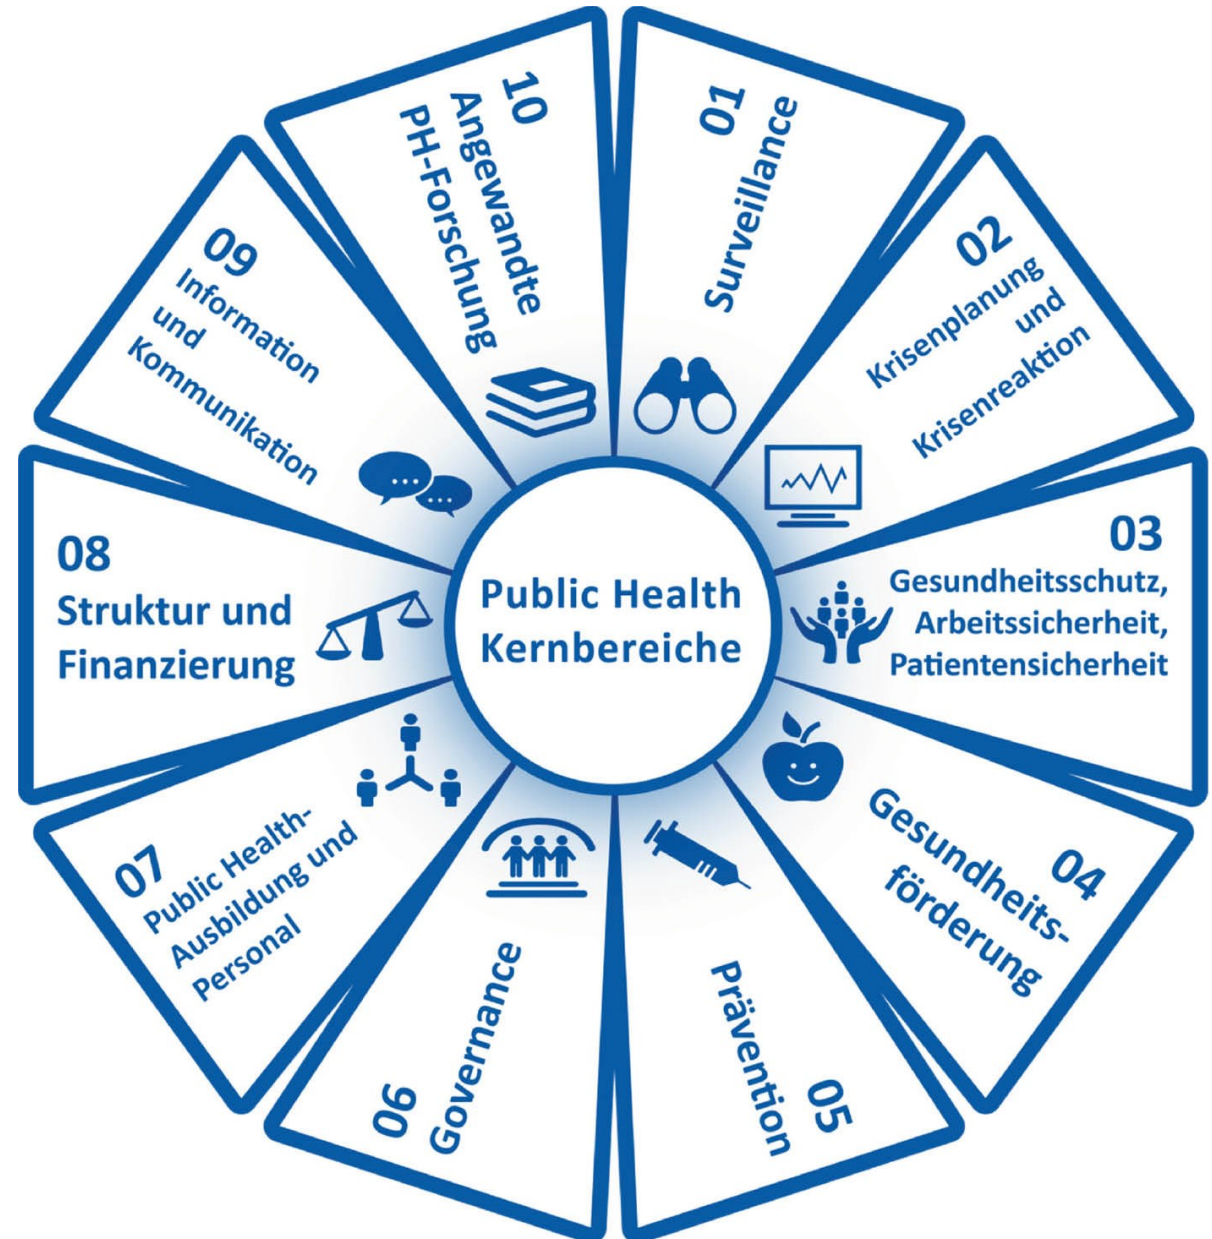 Public Health
Kernbereiche
01
Surveillance
02
Krisenplanung
und
Krisenreaktion
03
Gesundheitsschutz,
Arbeitssicherheit,
Patientensicherheit
04
Gesundheits-
förderung
05
Prävention
06
Governance
07
Public Health-
Ausbildung und
Personal
08
Struktur und
Finanzierung
09
Information
und
Kommunikation
10
Angewandte
PH-Forschung